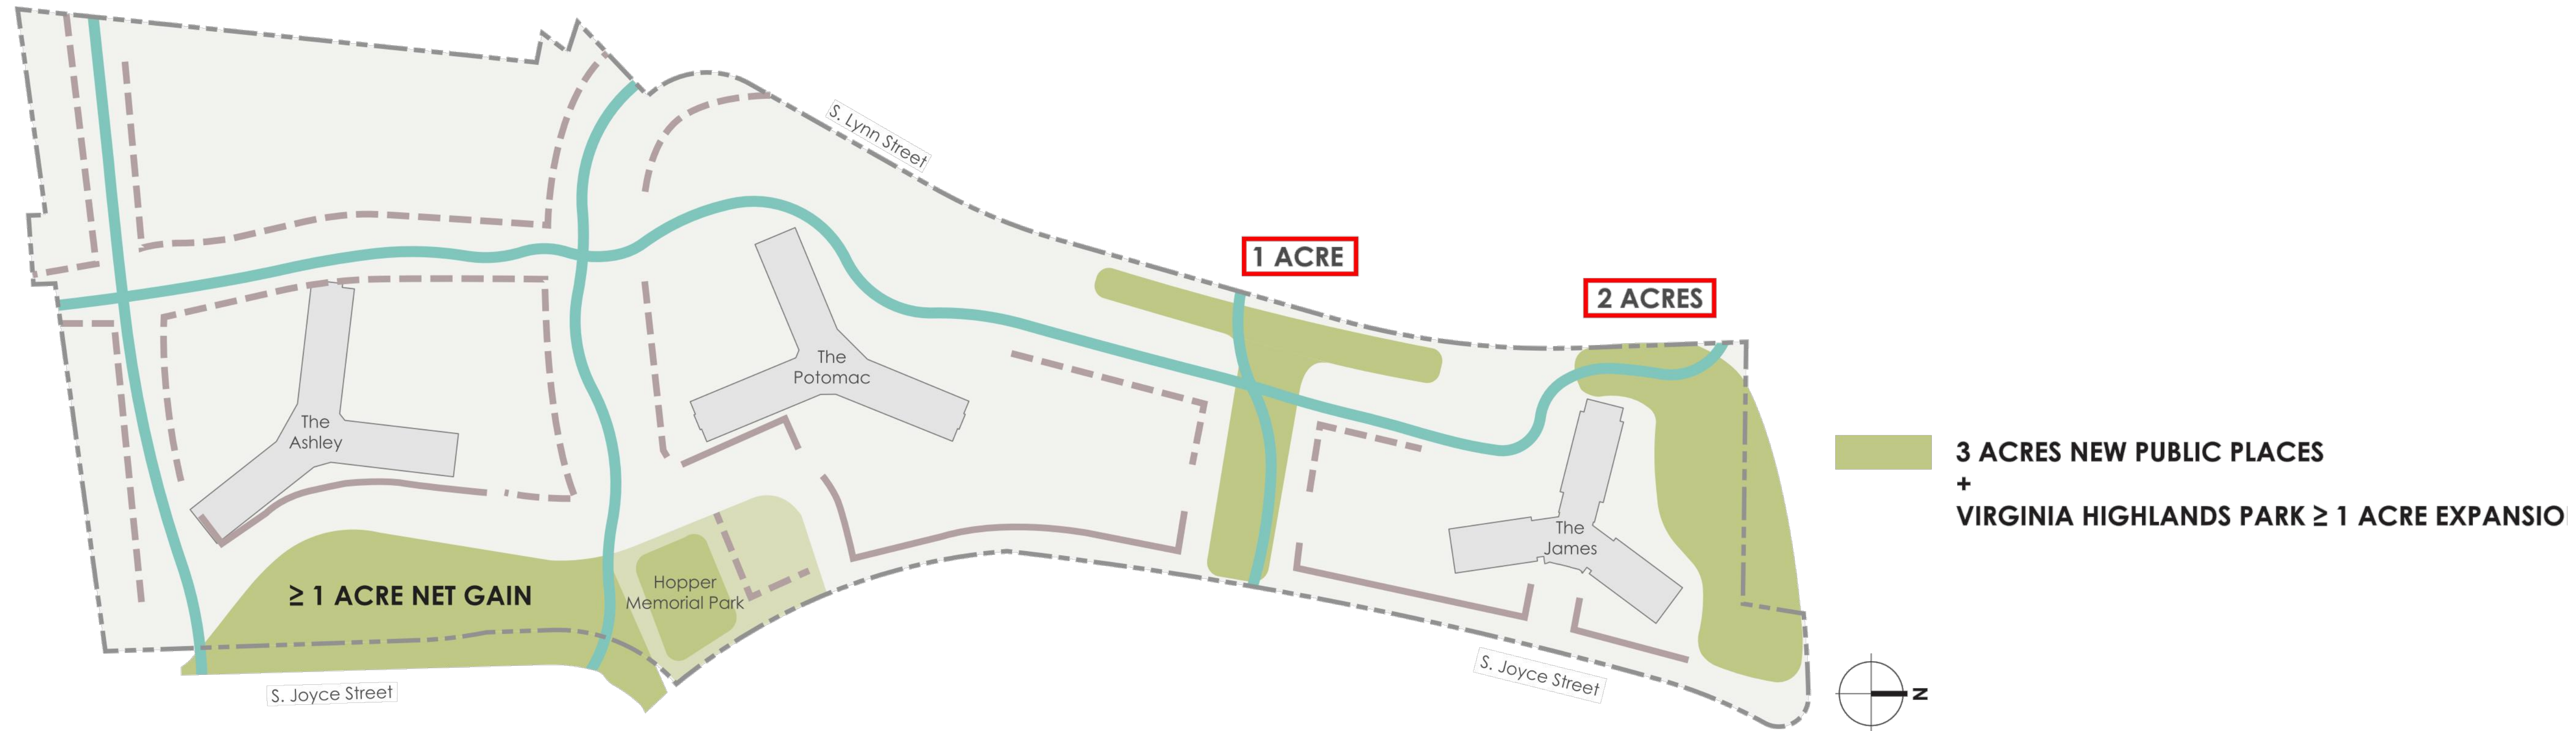 S. Lynn Street
1 ACRE
2 ACRES
The
Potomac
The
Ashley
3 ACRES NEW PUBLIC PLACES
+
VIRGINIA HIGHLANDS PARK ≥ 1 ACRE EXPANSIO
The
James
≥ 1 ACRE NET GAIN
Hopper
Memorial Park
S. Joyce Street
S. Joyce Street
N